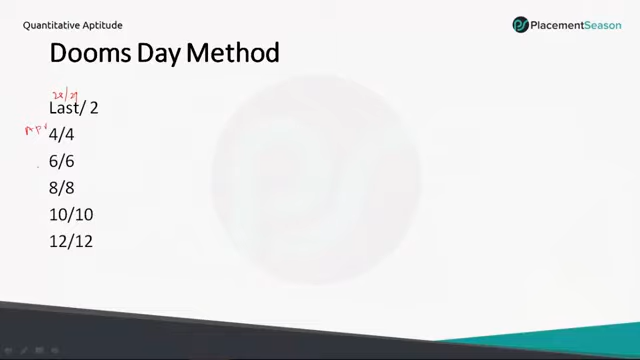 Quantitative Aptitude
PlacementSeason
Dooms Day Method
28/29
Last/ 2
Apr
4/4
6/6
8/8
10/10
12/12